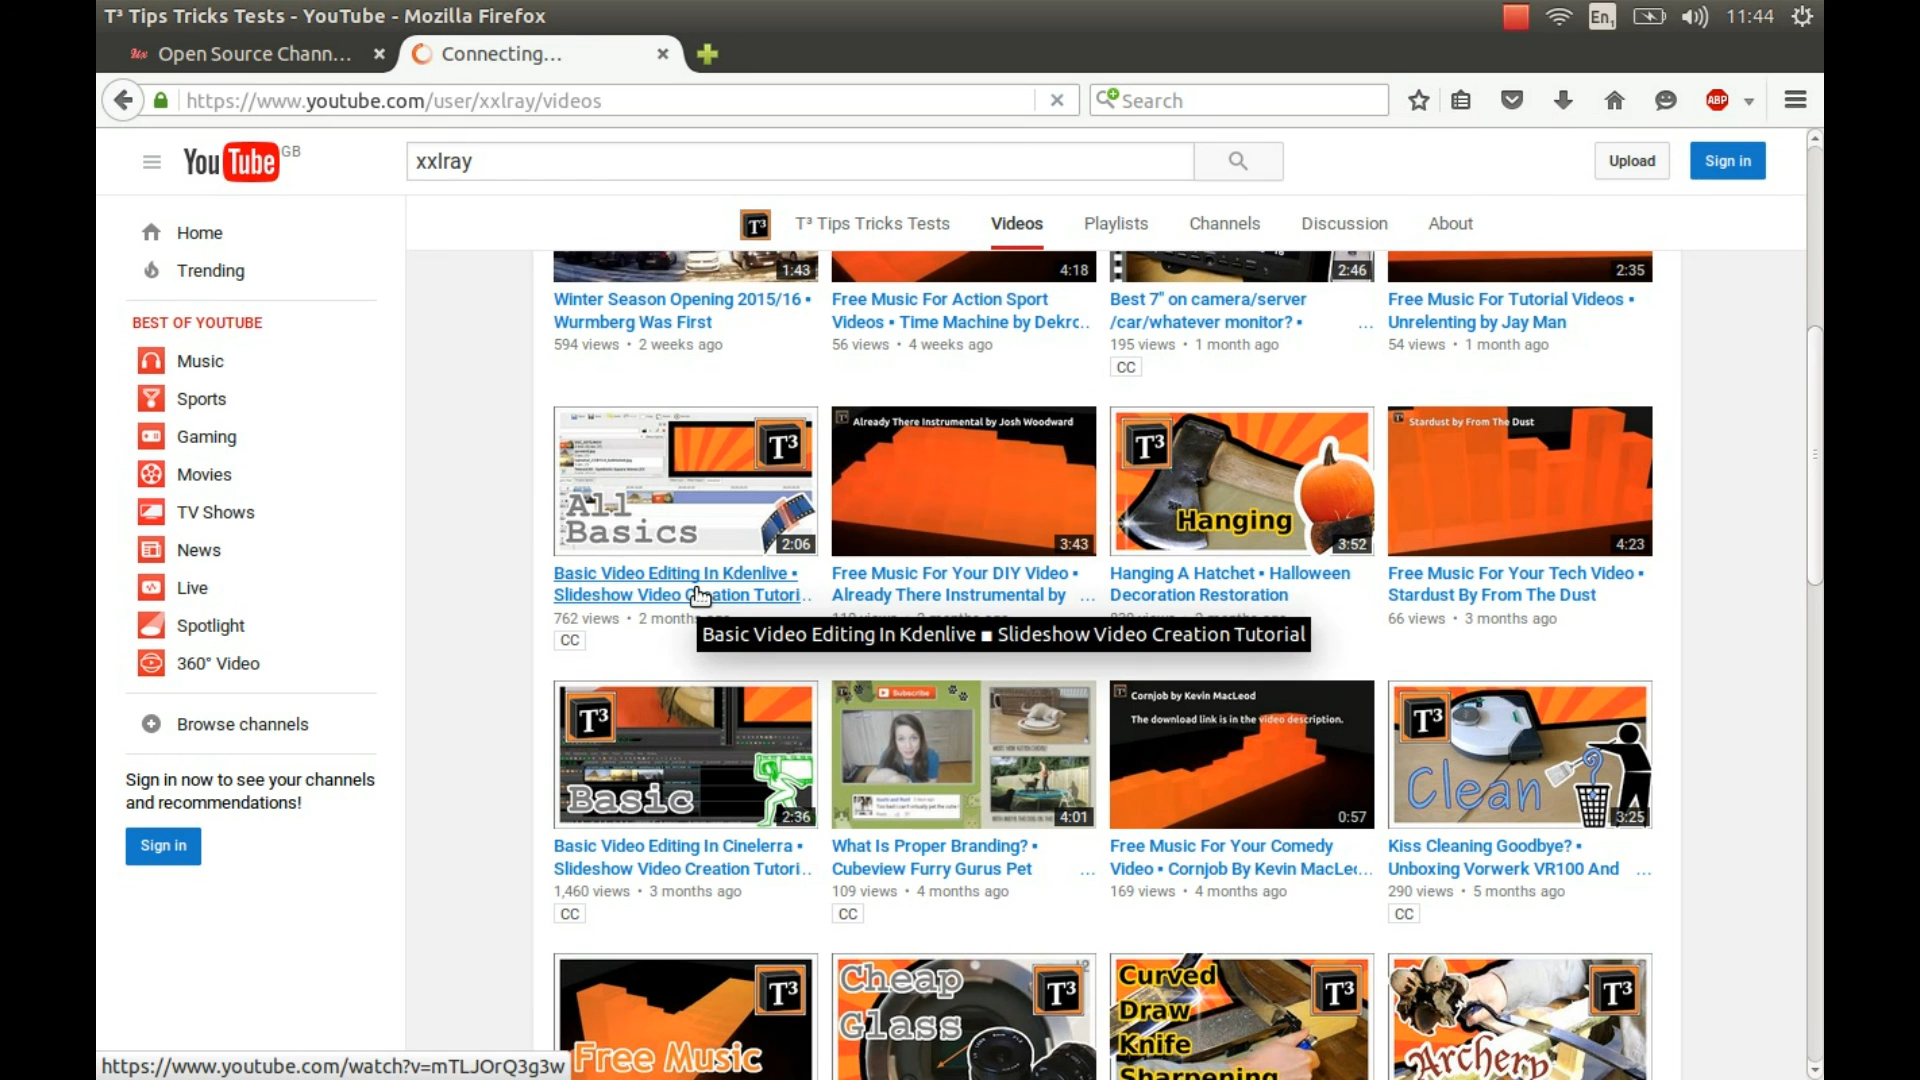 T³ Tips Tricks Tests - YouTube - Mozilla Firefox
En₁
11:44
Open Source Chann...
Connecting...
https://www.youtube.com/user/xxlray/videos
Search
ABP
YouTube GB
xxlray
Upload
Sign in
T³
T³ Tips Tricks Tests
Videos
Playlists
Channels
Discussion
About
Home
Trending
BEST OF YOUTUBE
Music
Sports
Gaming
Movies
TV Shows
News
Live
Spotlight
360° Video
Browse channels
Sign in now to see your channels
and recommendations!
Sign in
1:43
4:18
2:46
2:35
Winter Season Opening 2015/16 ▪
Wurmberg Was First
594 views • 2 weeks ago
Free Music For Action Sport
Videos ▪ Time Machine by Dekro..
56 views • 4 weeks ago
Best 7" on camera/server
/car/whatever monitor? ▪ ...
195 views • 1 month ago
CC
Free Music For Tutorial Videos ▪
Unrelenting by Jay Man
54 views • 1 month ago
T³
All
Basics
2:06
Already There Instrumental by Josh Woodward
3:43
T³
Hanging
3:52
Stardust by From The Dust
4:23
Basic Video Editing In Kdenlive ▪
Slideshow Video Creation Tutori..
762 views • 2 months ago
CC
Free Music For Your DIY Video ▪
Already There Instrumental by ...
Hanging A Hatchet ▪ Halloween
Decoration Restoration
Free Music For Your Tech Video ▪
Stardust By From The Dust
66 views • 3 months ago
Basic Video Editing In Kdenlive ■ Slideshow Video Creation Tutorial
T³
Basic
2:36
Subscribe
4:01
Cornjob by Kevin MacLeod
The download link is in the video description.
0:57
T³
Clean
3:25
Basic Video Editing In Cinelerra ▪
Slideshow Video Creation Tutori..
1,460 views • 3 months ago
CC
What Is Proper Branding? ▪
Cubeview Furry Gurus Pet ...
109 views • 4 months ago
CC
Free Music For Your Comedy
Video ▪ Cornjob By Kevin MacLe...
169 views • 4 months ago
Kiss Cleaning Goodbye? ▪
Unboxing Vorwerk VR100 And ...
290 views • 5 months ago
CC
T³
Free Music
Cheap
Glass
T³
Curved
Draw
Knife
Sharpening
T³
T³
Archery
https://www.youtube.com/watch?v=mTLJOrQ3g3w